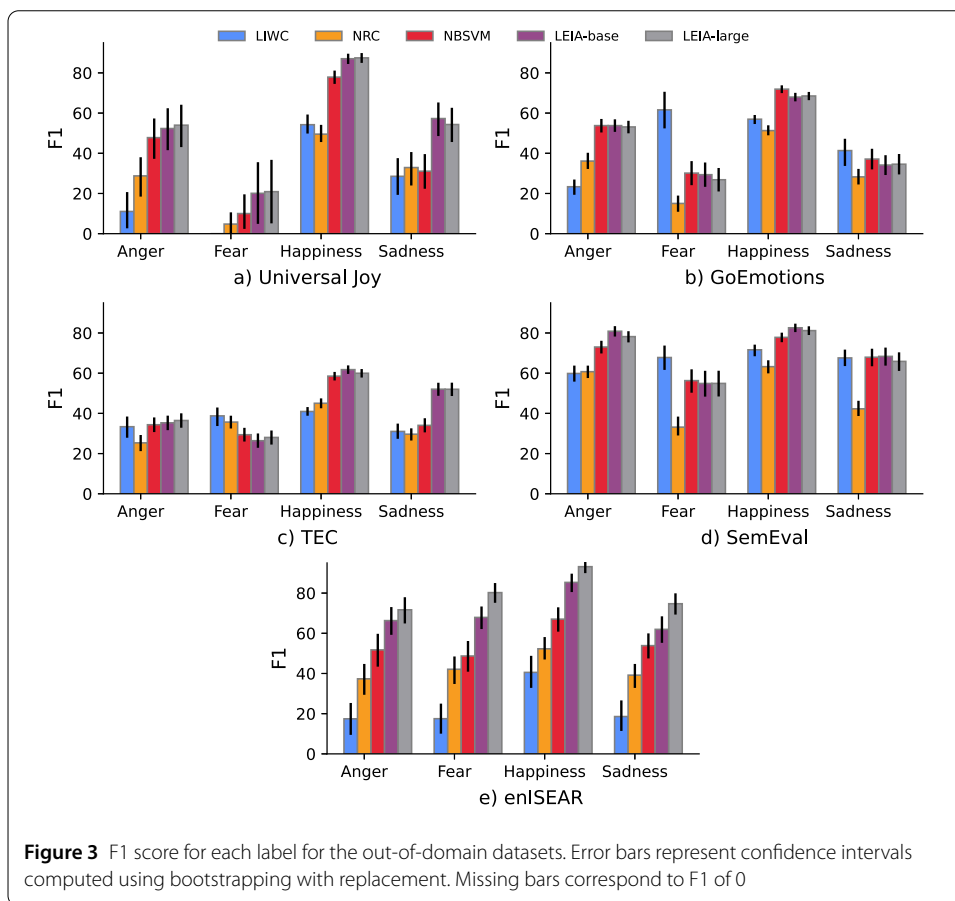 LIWC NRC NBSVM LEIA-base LEIA-large
F1
80
60
40
20
0
Anger Fear Happiness Sadness
a) Universal Joy
F1
80
60
40
20
0
Anger Fear Happiness Sadness
b) GoEmotions
F1
80
60
40
20
0
Anger Fear Happiness Sadness
c) TEC
F1
80
60
40
20
0
Anger Fear Happiness Sadness
d) SemEval
F1
80
60
40
20
0
Anger Fear Happiness Sadness
e) enISEAR
Figure 3 F1 score for each label for the out-of-domain datasets. Error bars represent confidence intervals
computed using bootstrapping with replacement. Missing bars correspond to F1 of 0